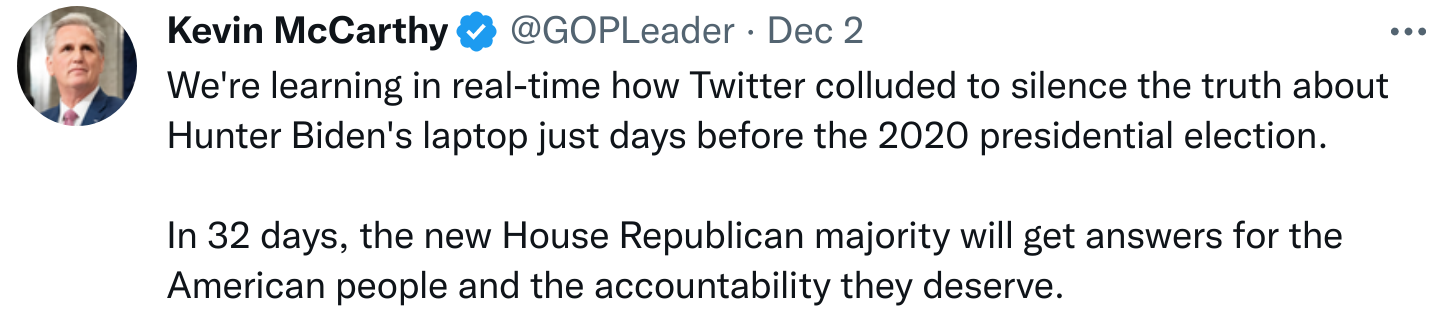 Kevin McCarthy @GOPLeader · Dec 2
We're learning in real-time how Twitter colluded to silence the truth about
Hunter Biden's laptop just days before the 2020 presidential election.
In 32 days, the new House Republican majority will get answers for the
American people and the accountability they deserve.